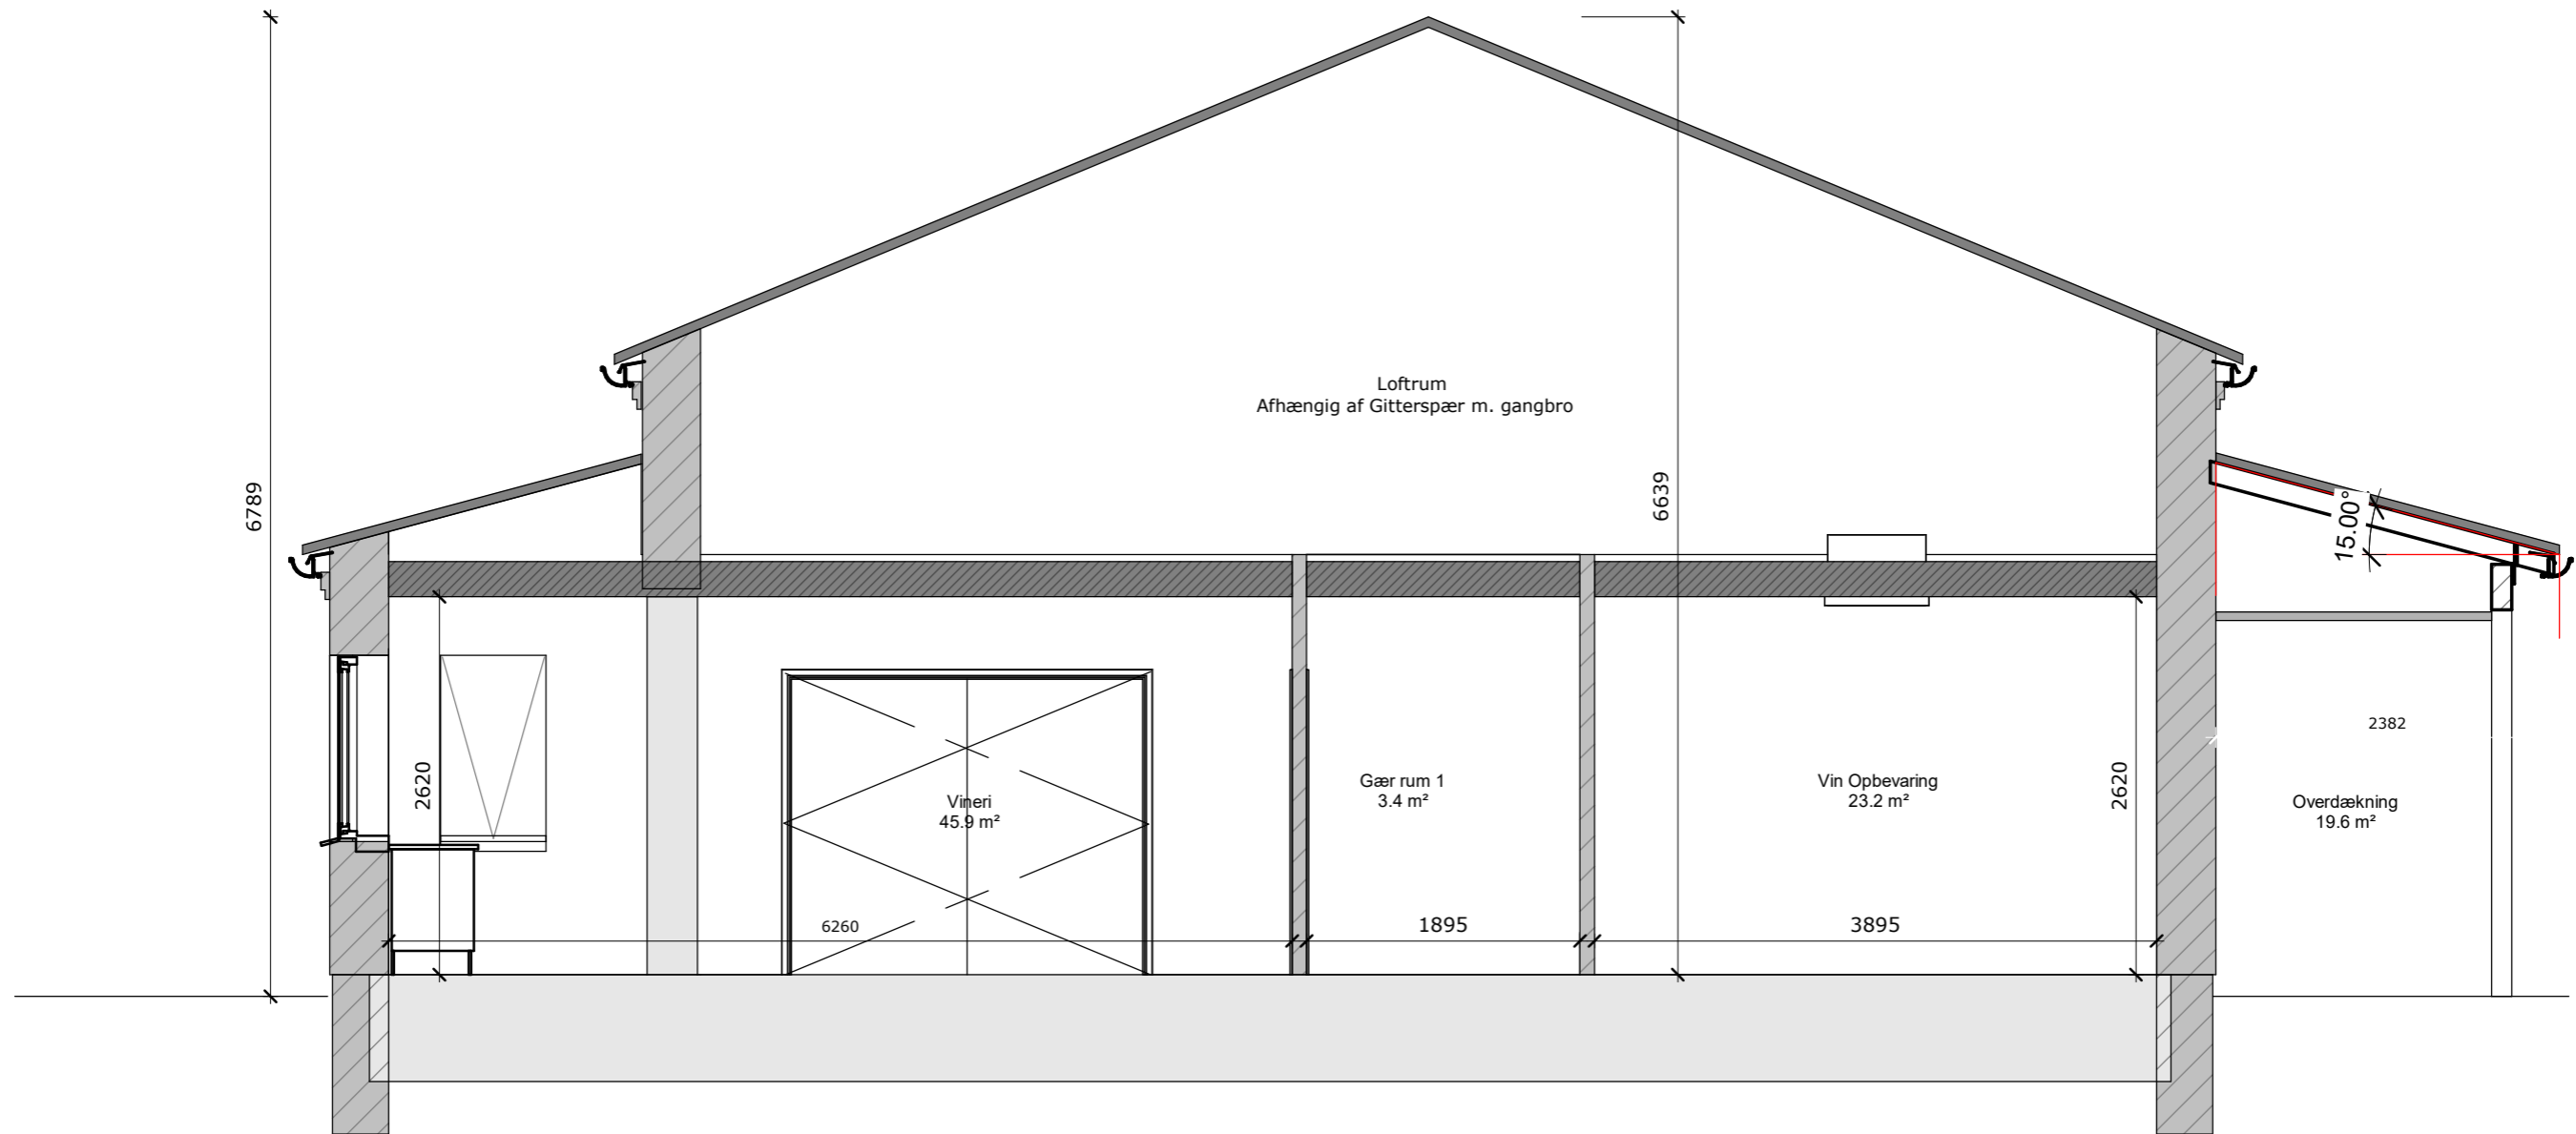 Loftrum
Afhængig af Gitterspær m. gangbro
6789
6639
15.00°
2382
2620
Vineri
45.9 m²
Gær rum 1
3.4 m²
Vin Opbevaring
23.2 m²
2620
Overdækning
19.6 m²
6260
1895
3895